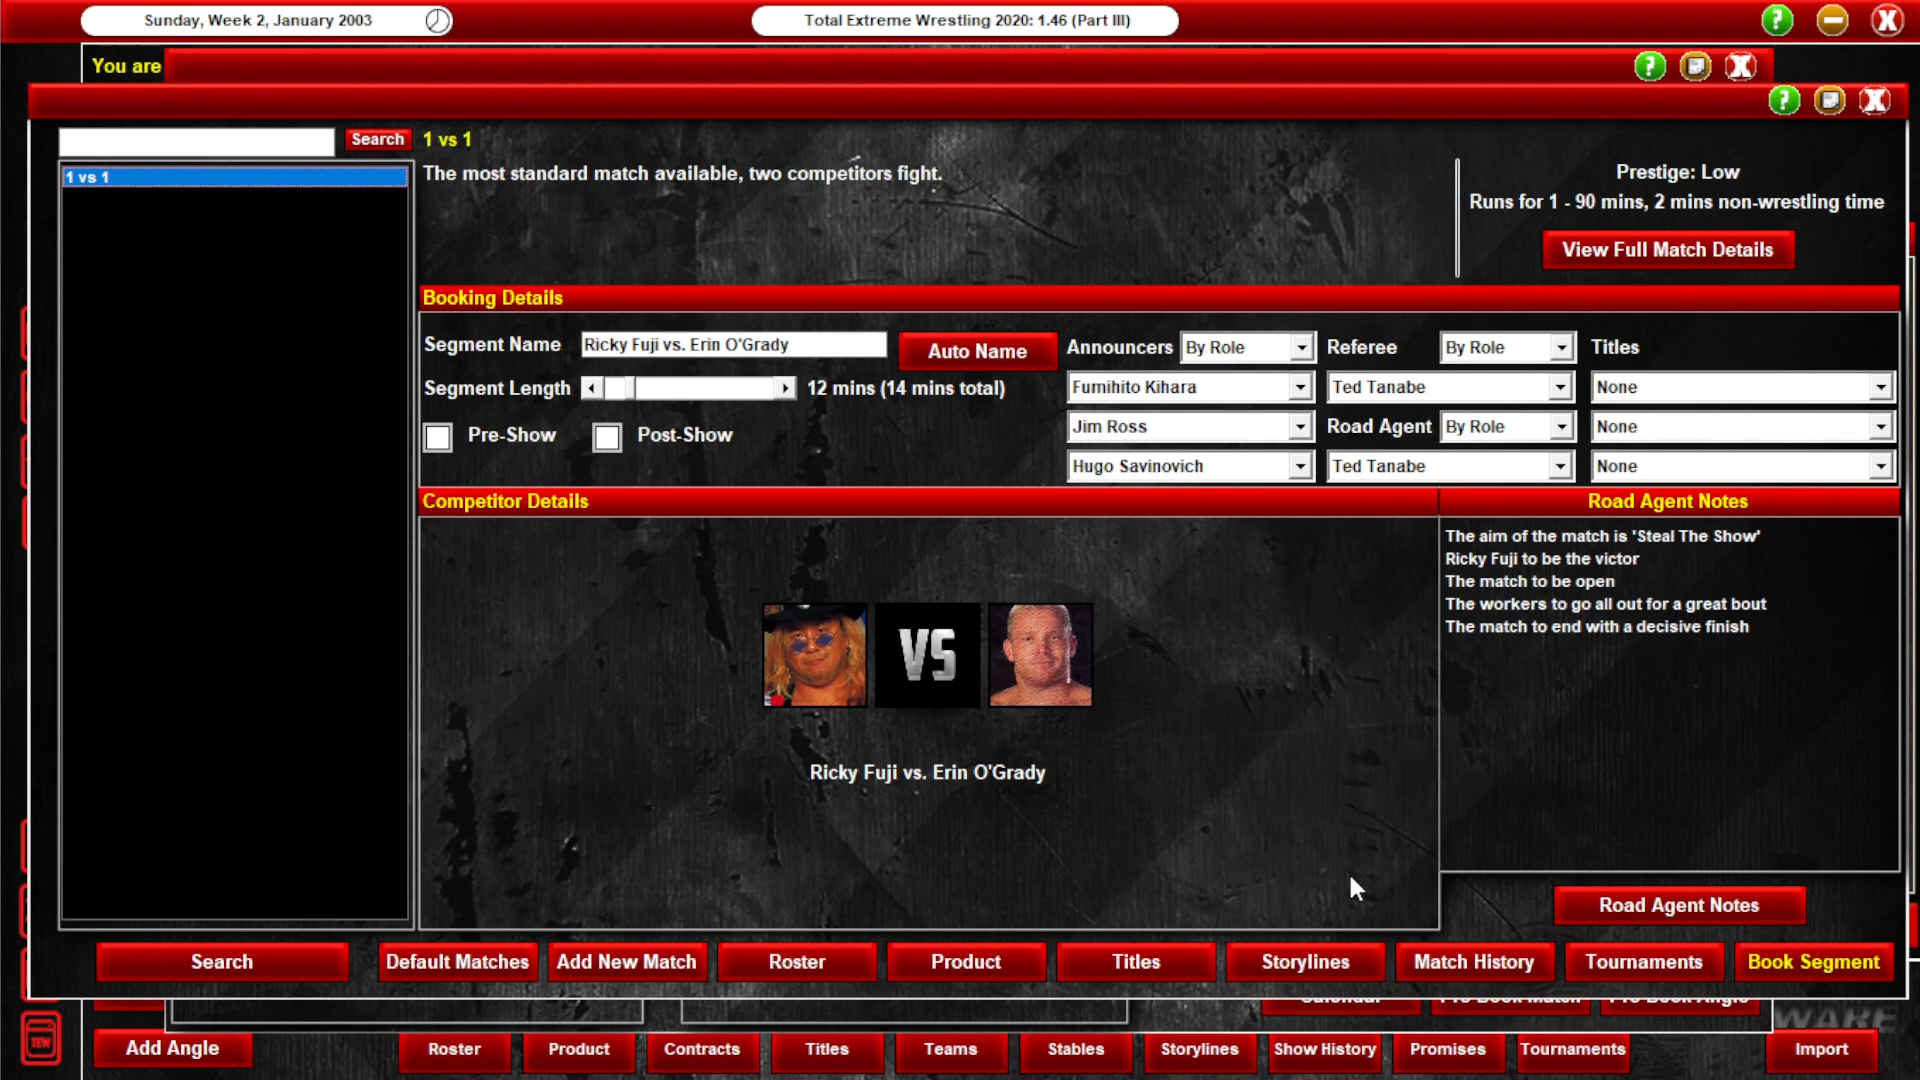 Sunday, Week 2, January 2003
Total Extreme Wrestling 2020: 1.46 (Part III)
You are
Search
1 vs 1
1 vs 1
The most standard match available, two competitors fight.
Prestige: Low
Runs for 1 - 90 mins, 2 mins non-wrestling time
View Full Match Details
Booking Details
Segment Name
Ricky Fuji vs. Erin O'Grady
Auto Name
Announcers
By Role
Referee
By Role
Titles
Segment Length
12 mins (14 mins total)
Fumihito Kihara
Ted Tanabe
None
Pre-Show
Post-Show
Jim Ross
Road Agent
By Role
None
Hugo Savinovich
Ted Tanabe
None
Competitor Details
Road Agent Notes
The aim of the match is 'Steal The Show'
Ricky Fuji to be the victor
The match to be open
The workers to go all out for a great bout
The match to end with a decisive finish
VS
Ricky Fuji vs. Erin O'Grady
Road Agent Notes
Search
Default Matches
Add New Match
Roster
Product
Titles
Storylines
Match History
Tournaments
Book Segment
Calendar
Pre Book Match
Pre Book Angle
WARE
TEW
Add Angle
Roster
Product
Contracts
Titles
Teams
Stables
Storylines
Show History
Promises
Tournaments
Import